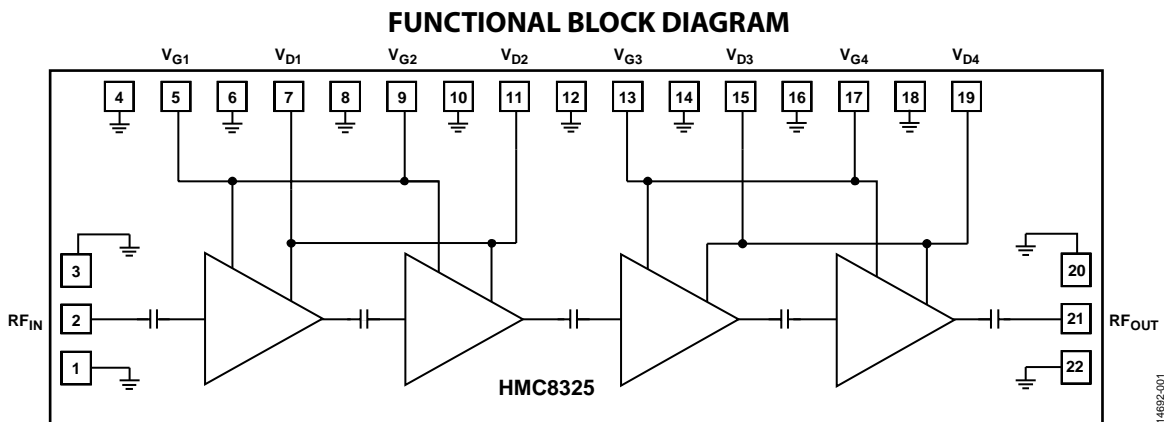 FUNCTIONAL BLOCK DIAGRAM
VG1 VD1 VG2 VD2 VG3 VD3 VG4 VD4
4 5 6 7 8 9 10 11 12 13 14 15 16 17 18 19
3 20
RFIN 2 21 RFOUT
1 22
HMC8325
14692-001